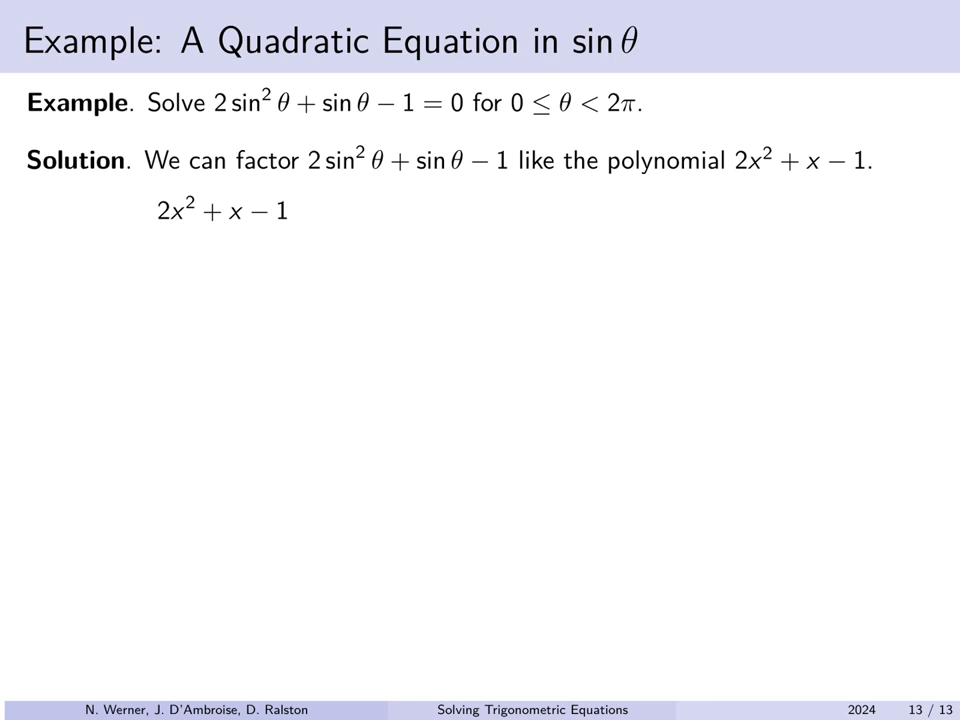 Example: A Quadratic Equation in sin θ
Example. Solve 2 sin² θ + sin θ − 1 = 0 for 0 ≤ θ < 2π.
Solution. We can factor 2 sin² θ + sin θ − 1 like the polynomial 2x² + x − 1.
2x² + x − 1
N. Werner, J. D'Ambroise, D. Ralston Solving Trigonometric Equations 2024 13 / 13